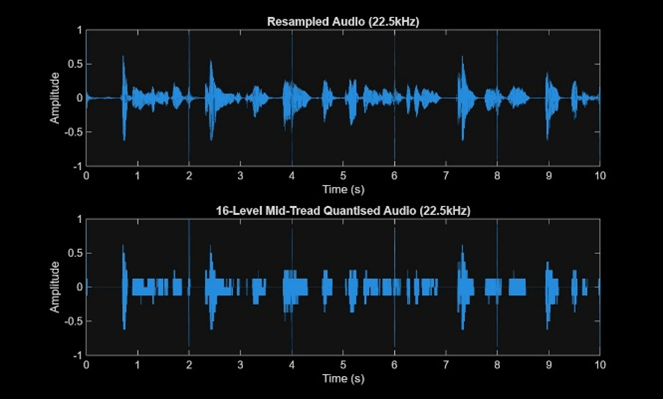 Resampled Audio (22.5kHz)
1
0.5
0
-0.5
-1
Amplitude
0 1 2 3 4 5 6 7 8 9 10
Time (s)
16-Level Mid-Tread Quantised Audio (22.5kHz)
1
0.5
0
-0.5
-1
Amplitude
0 1 2 3 4 5 6 7 8 9 10
Time (s)